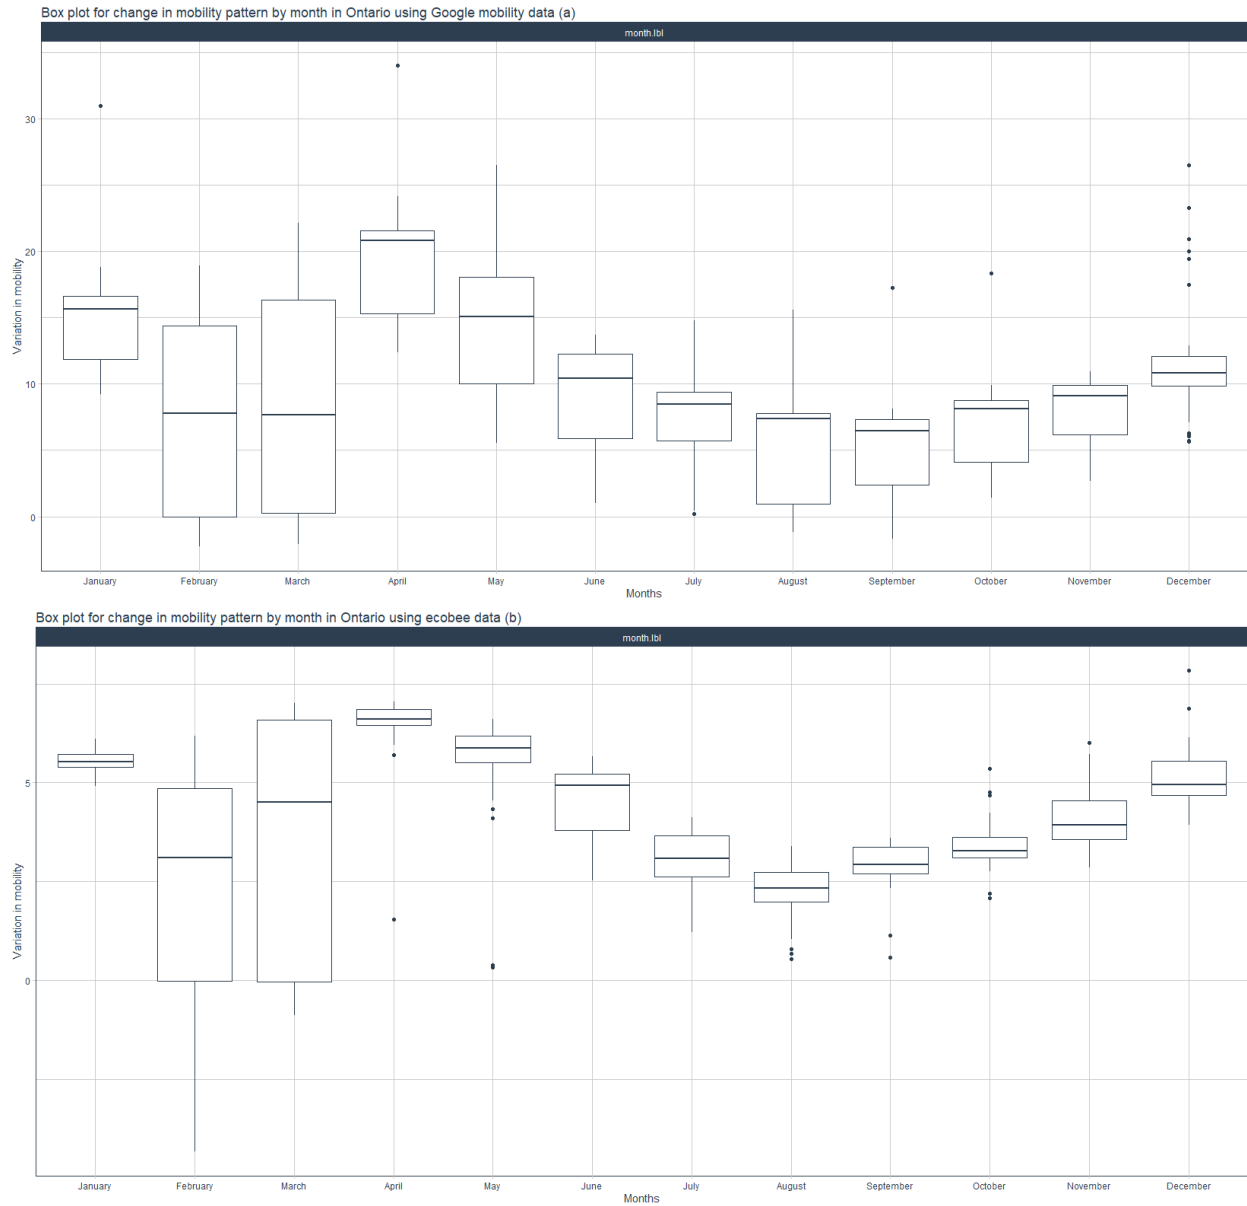 Box plot for change in mobility pattern by month in Ontario using Google mobility data (a)
month.lbl
Variation in mobility
30
20
10
0
January February March April May June July August September October November December
Months
Box plot for change in mobility pattern by month in Ontario using ecobee data (b)
month.lbl
Variation in mobility
5
0
January February March April May June July August September October November December
Months